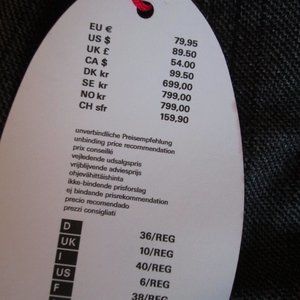 EU € 79,95
US $ 89.50
UK £ 54.00
CA $ 99.50
DK kr 699,00
SE kr 799,00
NO kr 799,00
CH sfr 159,90
unverbindliche Preisempfehlung
unbinding price recommendation
prix conseillé
vejledende udsalgspris
vrijblijvende adviesprijs
ohjevähittäishinta
ikke-bindende prisforslag
ej bindande prisrekommendation
precio recomendado
prezzi consigliati
D 36/REG
UK 10/REG
I 40/REG
US 6/REG
F 38/REG